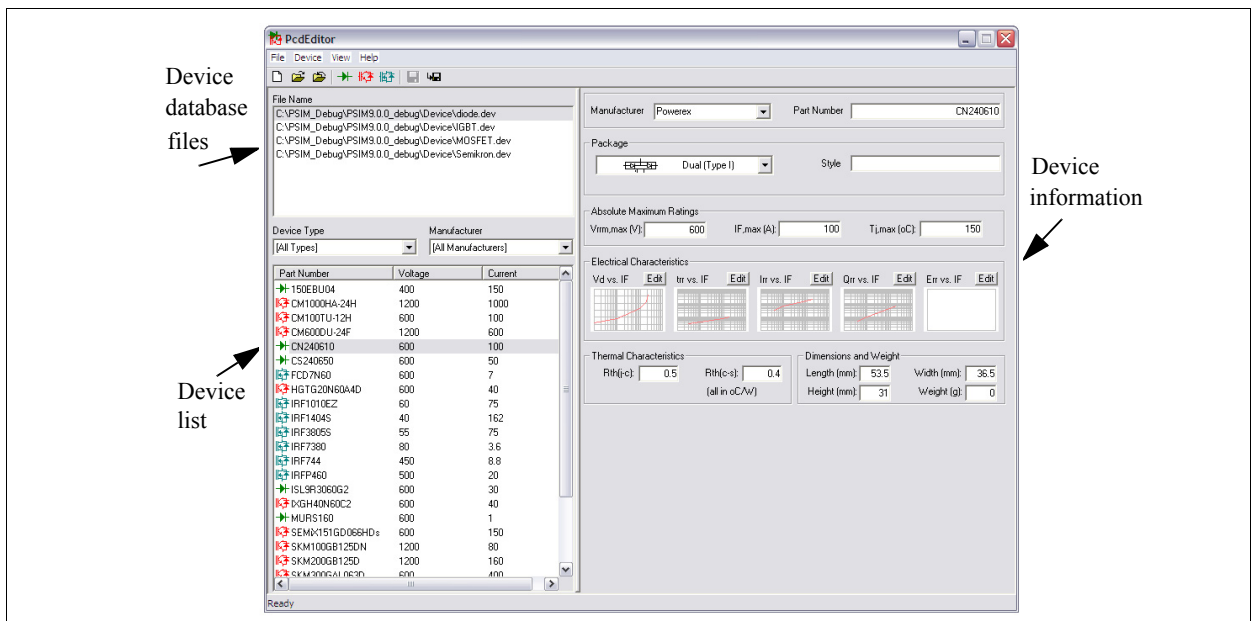 PcdEditor
File Device View Help
Device
database
files
File Name
C:\PSIM_Debug\PSIM9.0.0_debug\Device\diode.dev
C:\PSIM_Debug\PSIM9.0.0_debug\Device\IGBT.dev
C:\PSIM_Debug\PSIM9.0.0_debug\Device\MOSFET.dev
C:\PSIM_Debug\PSIM9.0.0_debug\Device\Semikron.dev
Device Type Manufacturer
[All Types] [All Manufacturers]
Part Number Voltage Current
150EBU04 400 150
CM1000HA-24H 1200 1000
CM100TU-12H 600 100
CM600DU-24F 1200 600
CN240610 600 100
CS240650 600 50
FCD7N60 600 7
HGTG20N60A4D 600 40
IRF1010EZ 60 75
IRF1404S 40 162
IRF3805S 55 75
IRF7380 80 3.6
IRF744 450 8.8
IRFP460 500 20
ISL9R3060G2 600 30
IXGH40N60C2 600 40
MURS160 600 1
SEMiX151GD066HDs 600 150
SKM100GB125DN 1200 80
SKM200GB125D 1200 160
SKM300GAL063D 600 400
Device
list
Manufacturer Powerex Part Number CN240610
Package
Dual (Type I) Style
Absolute Maximum Ratings
Vrrm,max (V): 600 IF,max (A): 100 Tj,max (oC): 150
Electrical Characteristics
Vd vs. IF Edit trr vs. IF Edit Irr vs. IF Edit Qrr vs. IF Edit Err vs. IF Edit
Thermal Characteristics
Rth(j-c): 0.5 Rth(c-s): 0.4
(all in oC/W)
Dimensions and Weight
Length (mm): 53.5 Width (mm): 36.5
Height (mm): 31 Weight (g): 0
Device
information
Ready